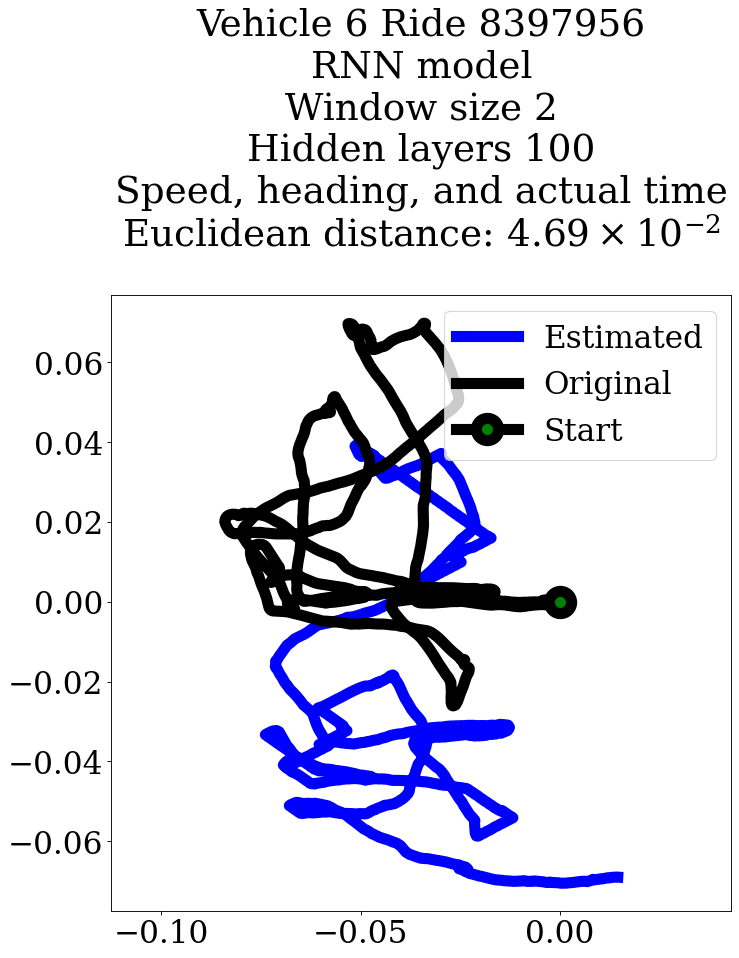 Vehicle 6 Ride 8397956
RNN model
Window size 2
Hidden layers 100
Speed, heading, and actual time
Euclidean distance: 4.69 × 10⁻²
Estimated
Original
Start
0.06
0.04
0.02
0.00
−0.02
−0.04
−0.06
−0.10
−0.05
0.00